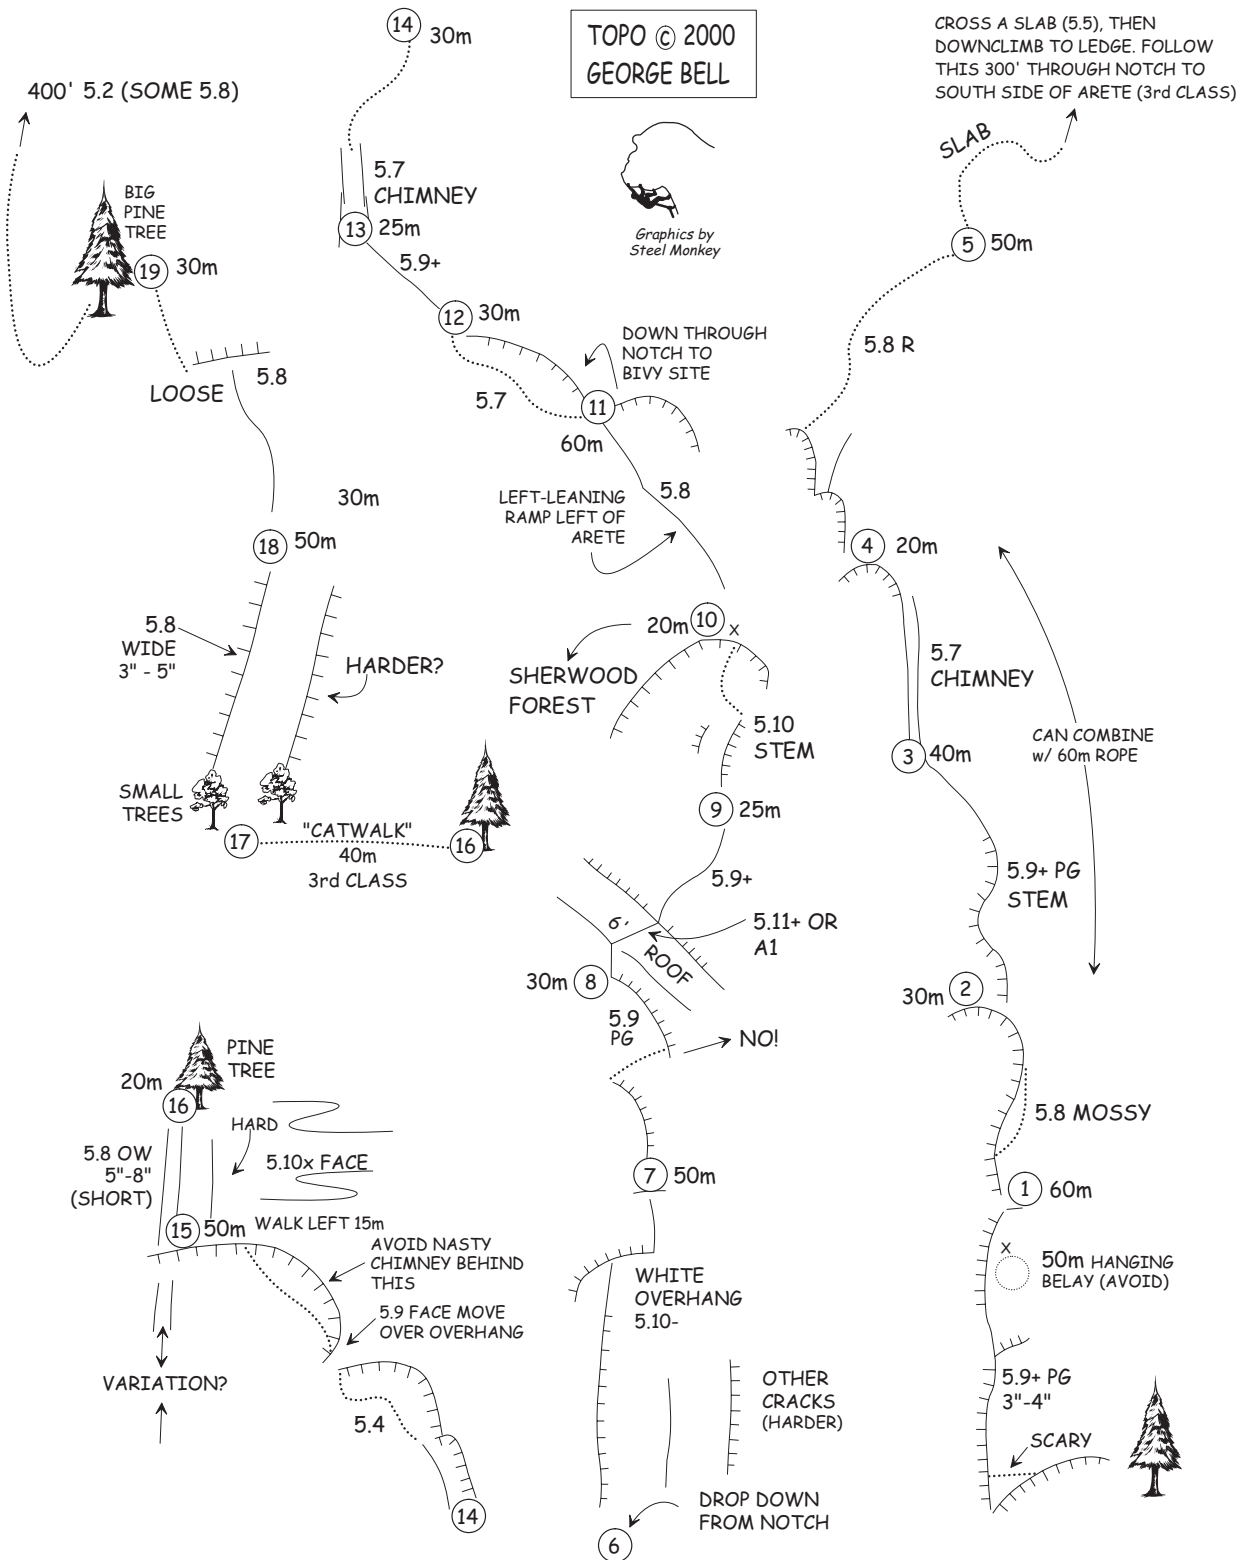 14
30m
TOPO © 2000
GEORGE BELL
CROSS A SLAB (5.5), THEN
DOWNCLIMB TO LEDGE. FOLLOW
THIS 300' THROUGH NOTCH TO
SOUTH SIDE OF ARETE (3rd CLASS)
400' 5.2 (SOME 5.8)
SLAB
5.7
CHIMNEY
BIG
PINE
TREE
13
25m
Graphics by
Steel Monkey
5
50m
19
30m
5.9+
12
30m
DOWN THROUGH
NOTCH TO
BIVY SITE
5.8 R
5.8
LOOSE
5.7
11
60m
30m
LEFT-LEANING
RAMP LEFT OF
ARETE
5.8
18
50m
4
20m
5.8
WIDE
3" - 5"
HARDER?
20m
10
x
SHERWOOD
FOREST
5.7
CHIMNEY
5.10
STEM
CAN COMBINE
w/ 60m ROPE
3
40m
SMALL
TREES
9
25m
17
"CATWALK"
40m
3rd CLASS
16
5.9+
5.9+ PG
STEM
6'
ROOF
5.11+ OR
A1
30m
8
5.9
PG
NO!
30m
2
PINE
TREE
20m
16
HARD
5.8 MOSSY
5.8 OW
5"-8"
(SHORT)
5.10x FACE
7
50m
1
60m
15
50m
WALK LEFT 15m
AVOID NASTY
CHIMNEY BEHIND
THIS
x
50m HANGING
BELAY (AVOID)
WHITE
OVERHANG
5.10-
5.9 FACE MOVE
OVER OVERHANG
VARIATION?
5.4
OTHER
CRACKS
(HARDER)
5.9+ PG
3"-4"
SCARY
14
DROP DOWN
FROM NOTCH
6